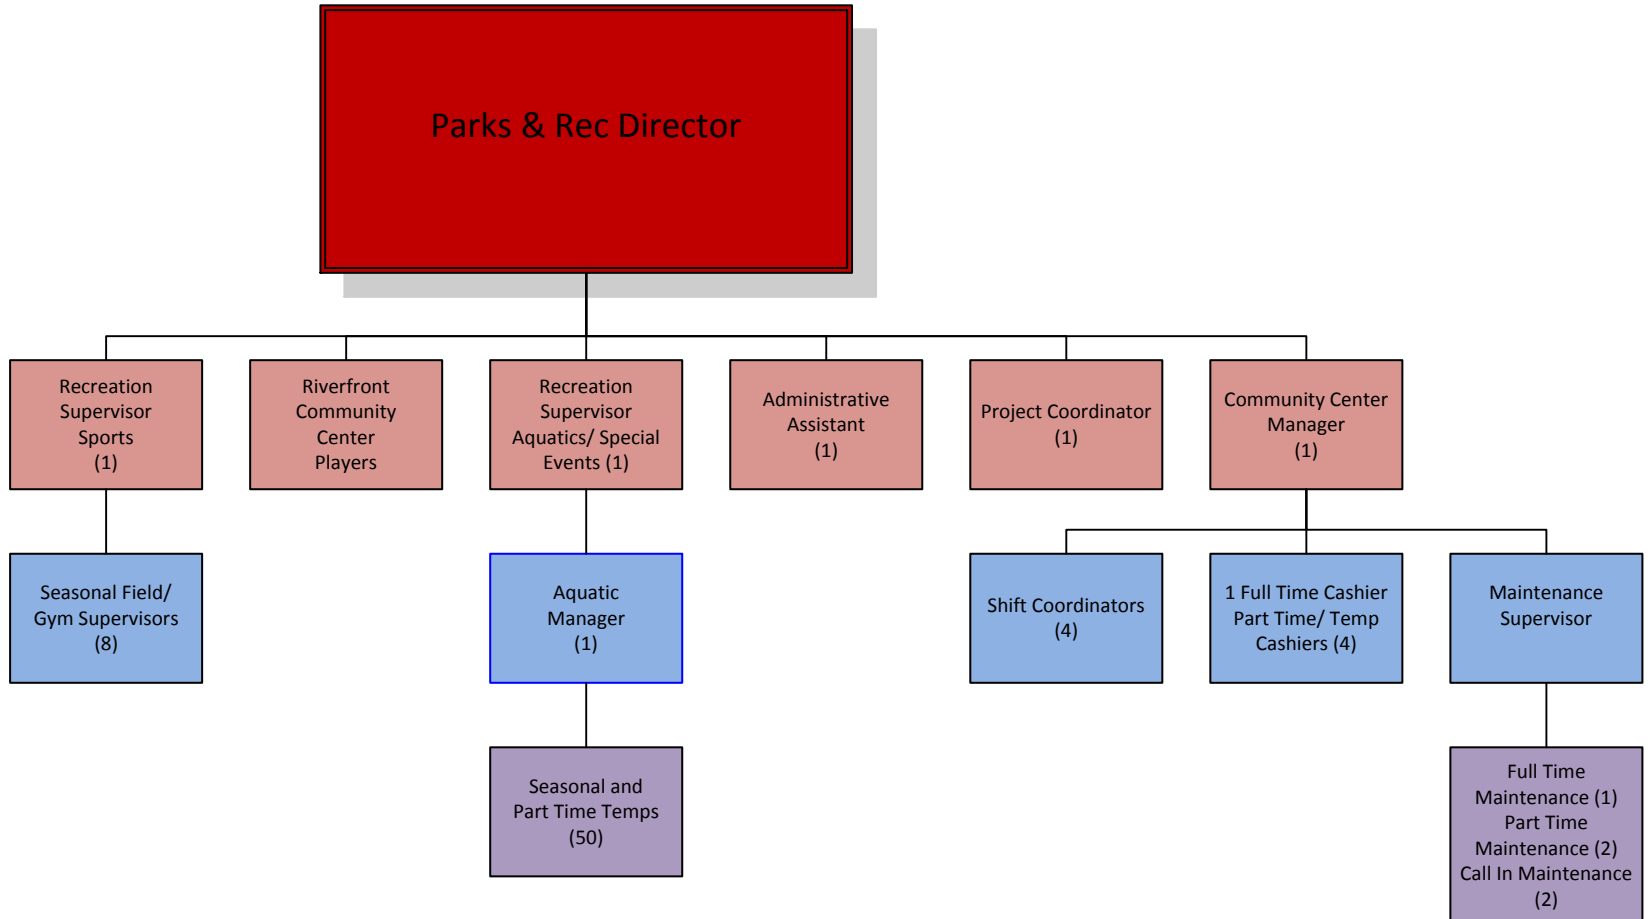 Parks & Rec Director
Recreation
Supervisor
Sports
(1)
Riverfront
Community
Center
Players
Recreation
Supervisor
Aquatics/ Special
Events (1)
Administrative
Assistant
(1)
Project Coordinator
(1)
Community Center
Manager
(1)
Seasonal Field/
Gym Supervisors
(8)
Aquatic
Manager
(1)
Shift Coordinators
(4)
1 Full Time Cashier
Part Time/ Temp
Cashiers (4)
Maintenance
Supervisor
Seasonal and
Part Time Temps
(50)
Full Time
Maintenance (1)
Part Time
Maintenance (2)
Call In Maintenance
(2)